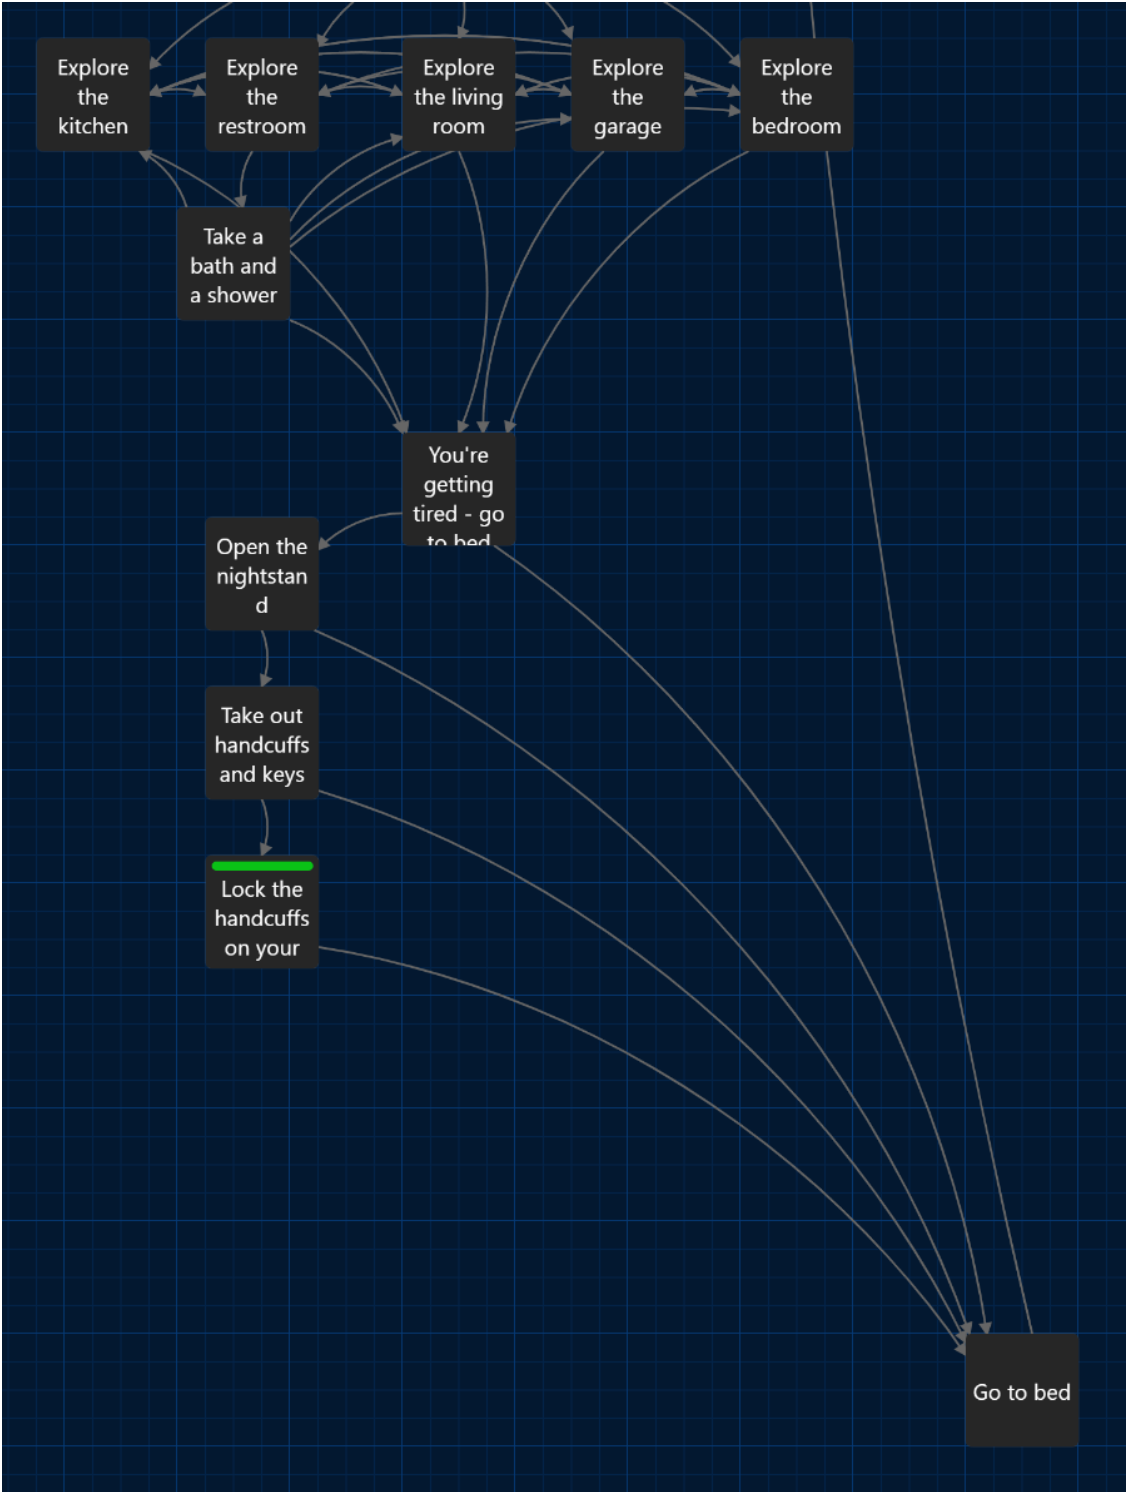 Explore
the
kitchen
Explore
the
restroom
Explore
the living
room
Explore
the
garage
Explore
the
bedroom
Take a
bath and
a shower
You're
getting
tired - go
to bed
Open the
nightstan
d
Take out
handcuffs
and keys
Lock the
handcuffs
on your
Go to bed